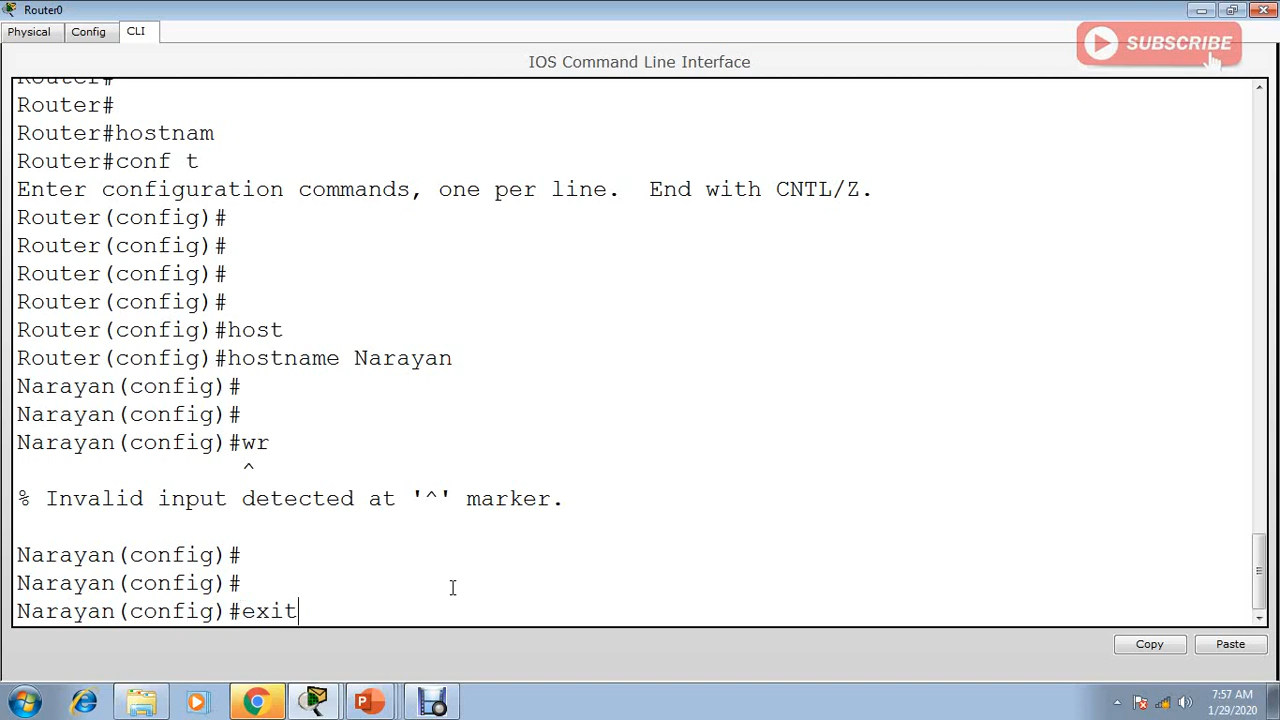 Router0
Physical Config CLI
SUBSCRIBE
IOS Command Line Interface
Router#
Router#
Router#hostnam
Router#conf t
Enter configuration commands, one per line.  End with CNTL/Z.
Router(config)#
Router(config)#
Router(config)#
Router(config)#
Router(config)#host
Router(config)#hostname Narayan
Narayan(config)#
Narayan(config)#
Narayan(config)#wr
^
% Invalid input detected at '^' marker.
Narayan(config)#
Narayan(config)#
Narayan(config)#exit
Copy Paste
7:57 AM
1/29/2020